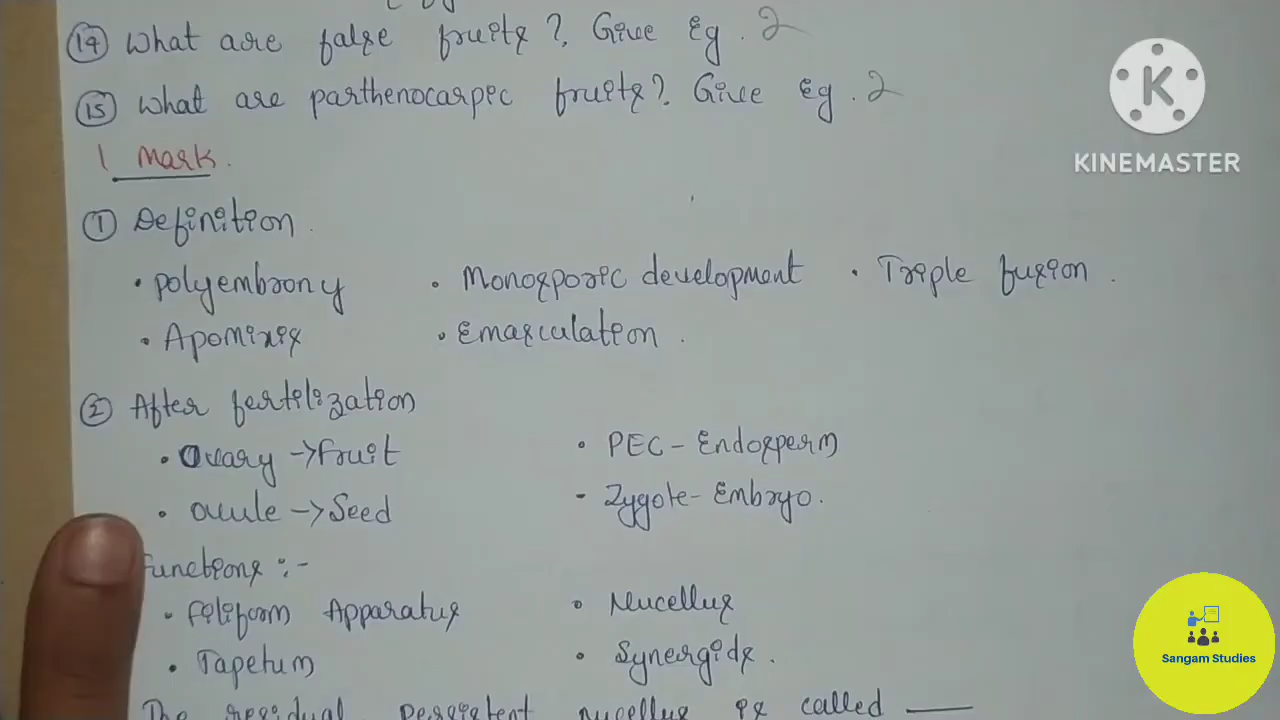 14 What are false fruits ?. Give Eg. 2
15 What are parthenocarpic fruits?. Give Eg. 2
1 Mark.
1 Definition.
• polyembrony • Monosporic development • Triple fusion.
• Apomixis • Emasculation.
2 After fertilization
• Ovary → Fruit • PEC - Endosperm
• ovule → Seed - Zygote - Embryo.
Functions :-
• Filiform Apparatus • Nucellus
• Tapetum • Synergids.
The residual persistent nucellus is called ___
K
KINEMASTER
Sangam Studies